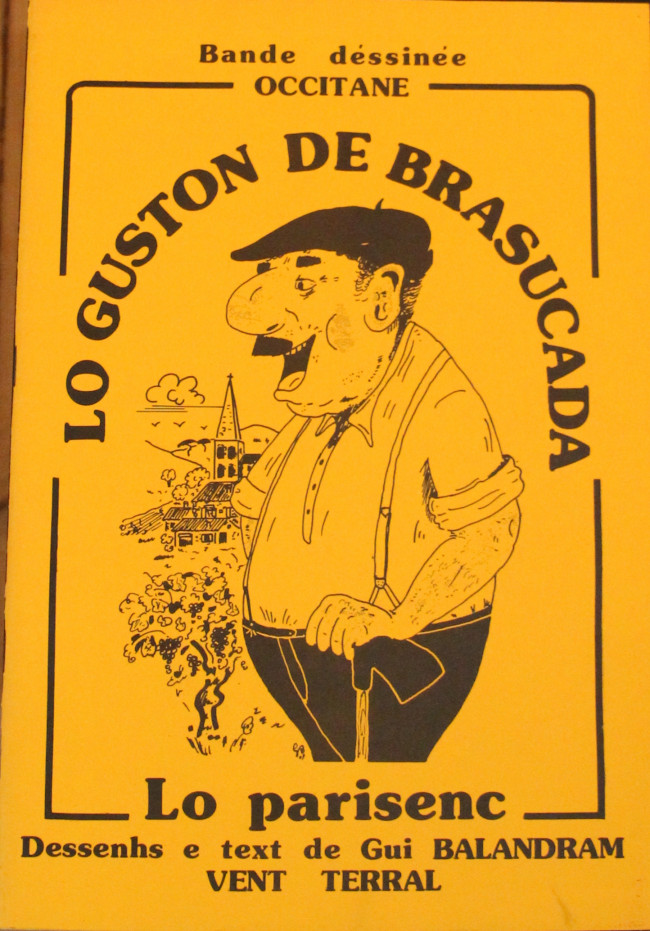 Bande déssinée
OCCITANE
LO GUSTON DE BRASUCADA
Lo parisenc
Dessenhs e text de Gui BALANDRAM
VENT TERRAL